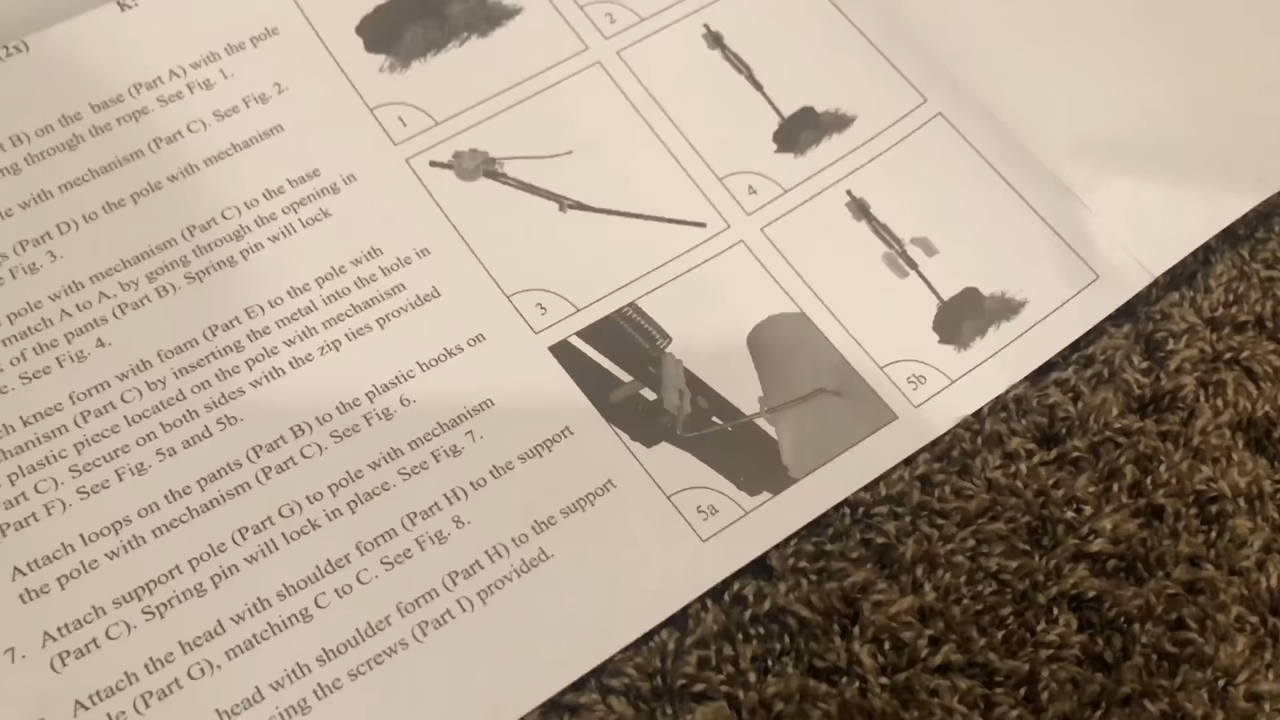 K:
(2x)
B) on the base (Part A) with the pole
through the rope. See Fig. 1.
with mechanism (Part C). See Fig. 2.
(Part D) to the pole with mechanism
Fig. 3.
pole with mechanism (Part C) to the base
match A to A, by going through the opening in
of the pants (Part B). Spring pin will lock
See Fig. 4.
knee form with foam (Part E) to the pole with
(Part C) by inserting the metal into the hole in
plastic piece located on the pole with mechanism
C). Secure on both sides with the zip ties provided
Part F). See Fig. 5a and 5b.
Attach loops on the pants (Part B) to the plastic hooks on
the pole with mechanism (Part C). See Fig. 6.
7. Attach support pole (Part G) to pole with mechanism
(Part C). Spring pin will lock in place. See Fig. 7.
Attach the head with shoulder form (Part H) to the support
(Part G), matching C to C. See Fig. 8.
head with shoulder form (Part H) to the support
the screws (Part I) provided.
1
2
3
4
5a
5b